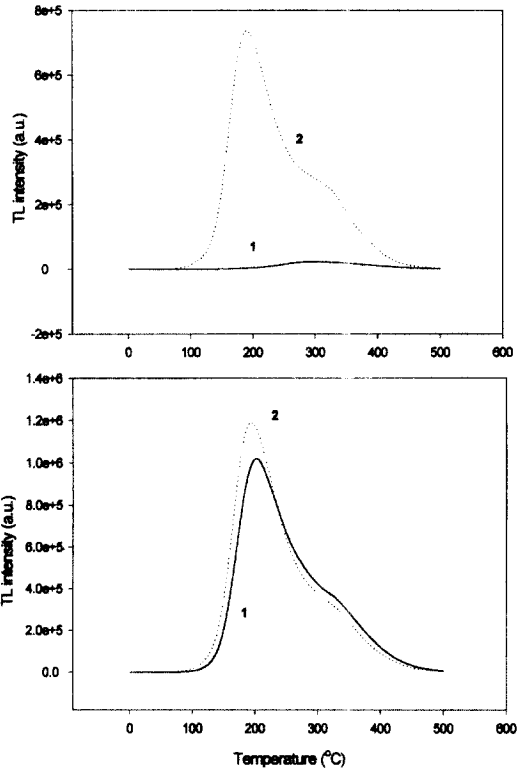 8e+5
6e+5
4e+5
2e+5
0
-2e+5
TL intensity (a.u.)
2
1
0 100 200 300 400 500 600
1.4e+6
1.2e+6
1.0e+6
8.0e+5
6.0e+5
4.0e+5
2.0e+5
0.0
TL intensity (a.u.)
2
1
0 100 200 300 400 500 600
Temperature (°C)